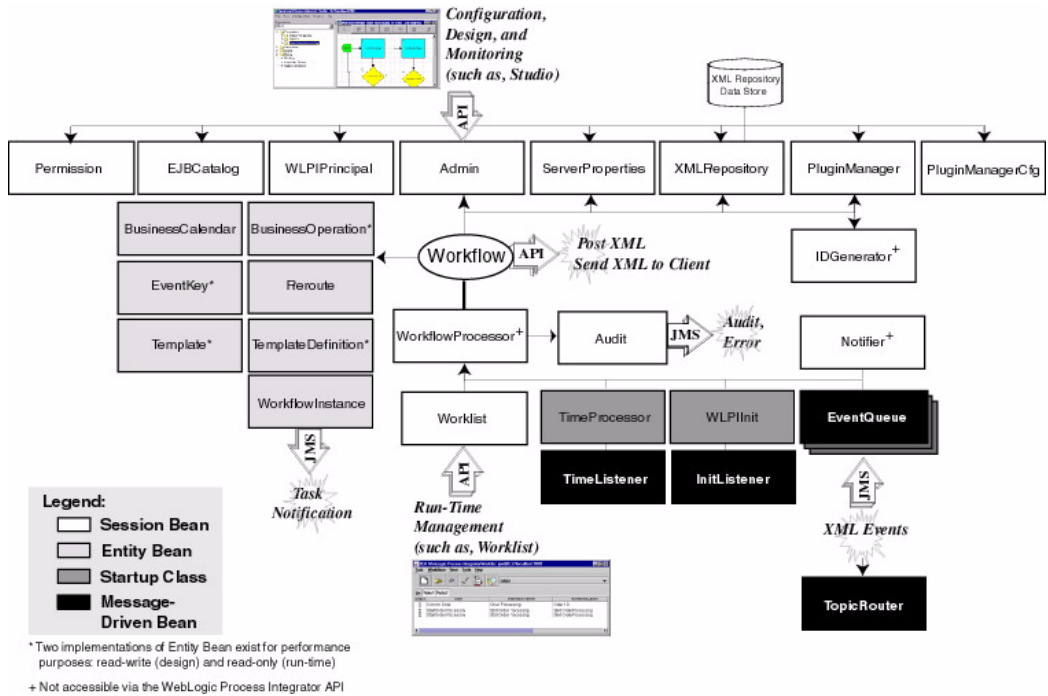 Configuration,
Design, and
Monitoring
(such as, Studio)
XML Repository
Data Store
API
Permission
EJBCatalog
WLPIPrincipal
Admin
ServerProperties
XMLRepository
PluginManager
PluginManagerCfg
BusinessCalendar
BusinessOperation*
Workflow
API
Post XML
Send XML to Client
IDGenerator+
EventKey*
Reroute
Template*
TemplateDefinition*
WorkflowProcessor+
Audit
JMS
Audit,
Error
Notifier+
WorkflowInstance
Worklist
TimeProcessor
WLPIInit
EventQueue
JMS
API
TimeListener
InitListener
JMS
Task
Notification
Run-Time
Management
(such as, Worklist)
XML Events
TopicRouter
Legend:
Session Bean
Entity Bean
Startup Class
Message-
Driven Bean
* Two implementations of Entity Bean exist for performance
purposes: read-write (design) and read-only (run-time)
+ Not accessible via the WebLogic Process Integrator API